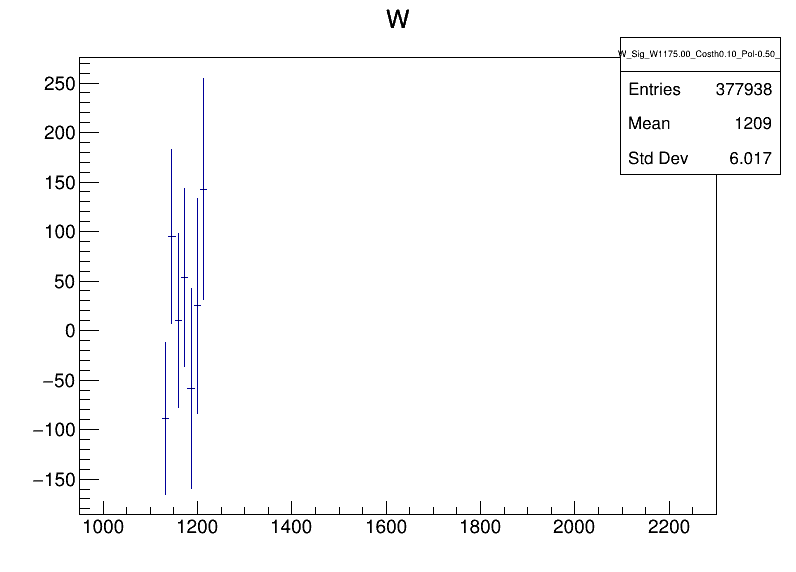 W
W_Sig_W1175.00_Costh0.10_Pol-0.50_
Entries 377938
Mean 1209
Std Dev 6.017
250
200
150
100
50
0
−50
−100
−150
1000 1200 1400 1600 1800 2000 2200